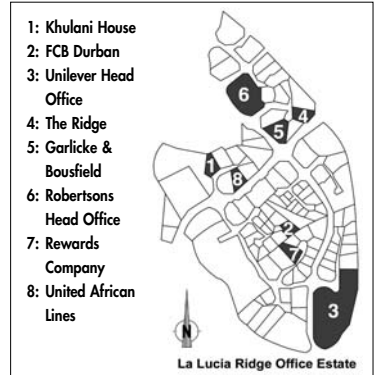 1: Khulani House
2: FCB Durban
3: Unilever Head
Office
4: The Ridge
5: Garlicke &
Bousfield
6: Robertsons
Head Office
7: Rewards
Company
8: United African
Lines
6
4
5
1
8
2
7
3
N
La Lucia Ridge Office Estate